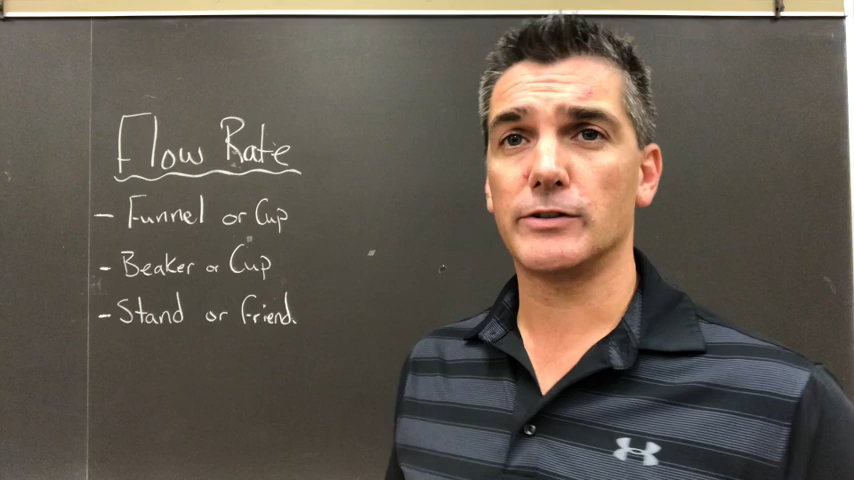 Flow Rate
- Funnel or Cup
- Beaker or Cup
- Stand or Friend.